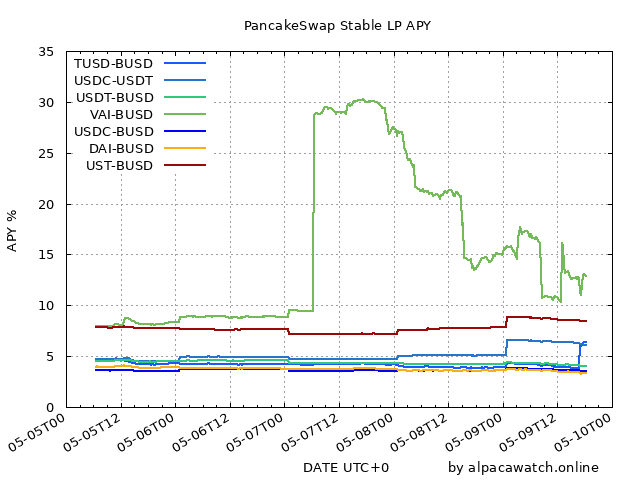 PancakeSwap Stable LP APY
35
30
25
20
15
10
5
0
APY %
TUSD-BUSD
USDC-USDT
USDT-BUSD
VAI-BUSD
USDC-BUSD
DAI-BUSD
UST-BUSD
05-05T00
05-05T12
05-06T00
05-06T12
05-07T00
05-07T12
05-08T00
05-08T12
05-09T00
05-09T12
05-10T00
DATE UTC+0
by alpacawatch.online